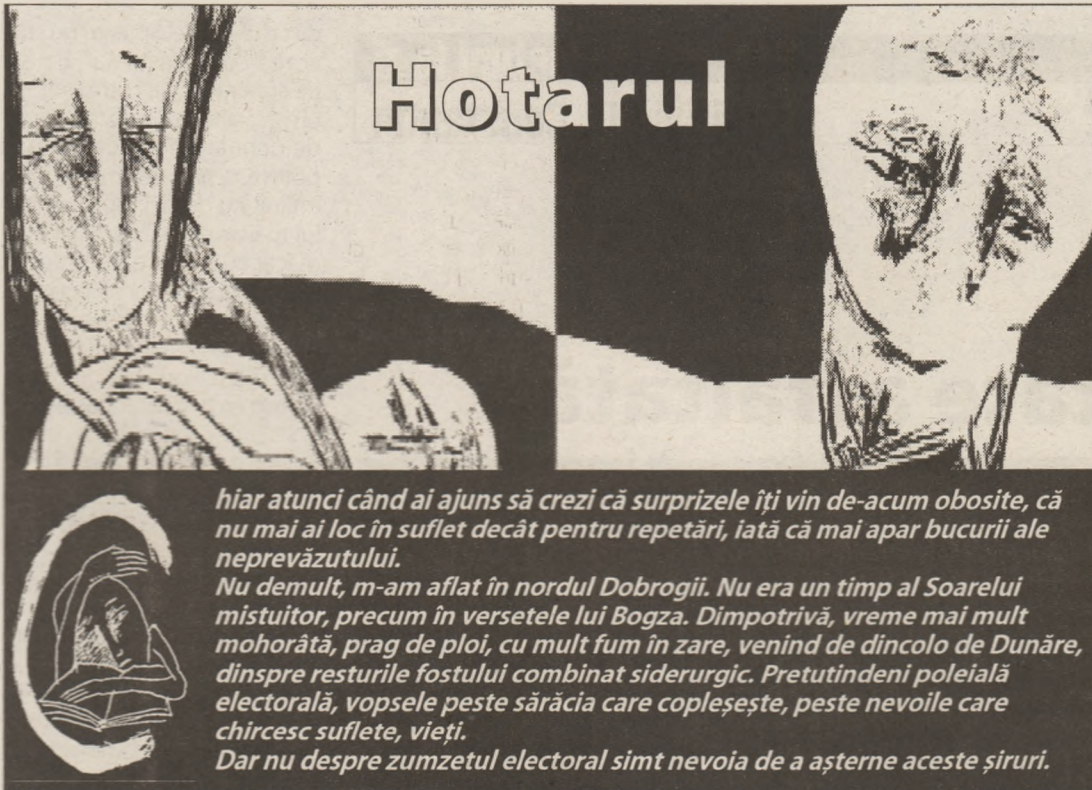 Hotarul
Chiar atunci când ai ajuns să crezi că surprizele îți vin de-acum obosite, că
nu mai ai loc în suflet decât pentru repetări, iată că mai apar bucurii ale
neprevăzutului.
Nu demult, m-am aflat în nordul Dobrogii. Nu era un timp al Soarelui
mistuitor, precum în versetele lui Bogza. Dimpotrivă, vreme mai mult
mohorâtă, prag de ploi, cu mult fum în zare, venind de dincolo de Dunăre,
dinspre resturile fostului combinat siderurgic. Pretutindeni poleială
electorală, vopsele peste sărăcia care copleșește, peste nevoile care
chircesc suflete, vieți.
Dar nu despre zumzetul electoral simt nevoia de a așterne aceste șiruri.